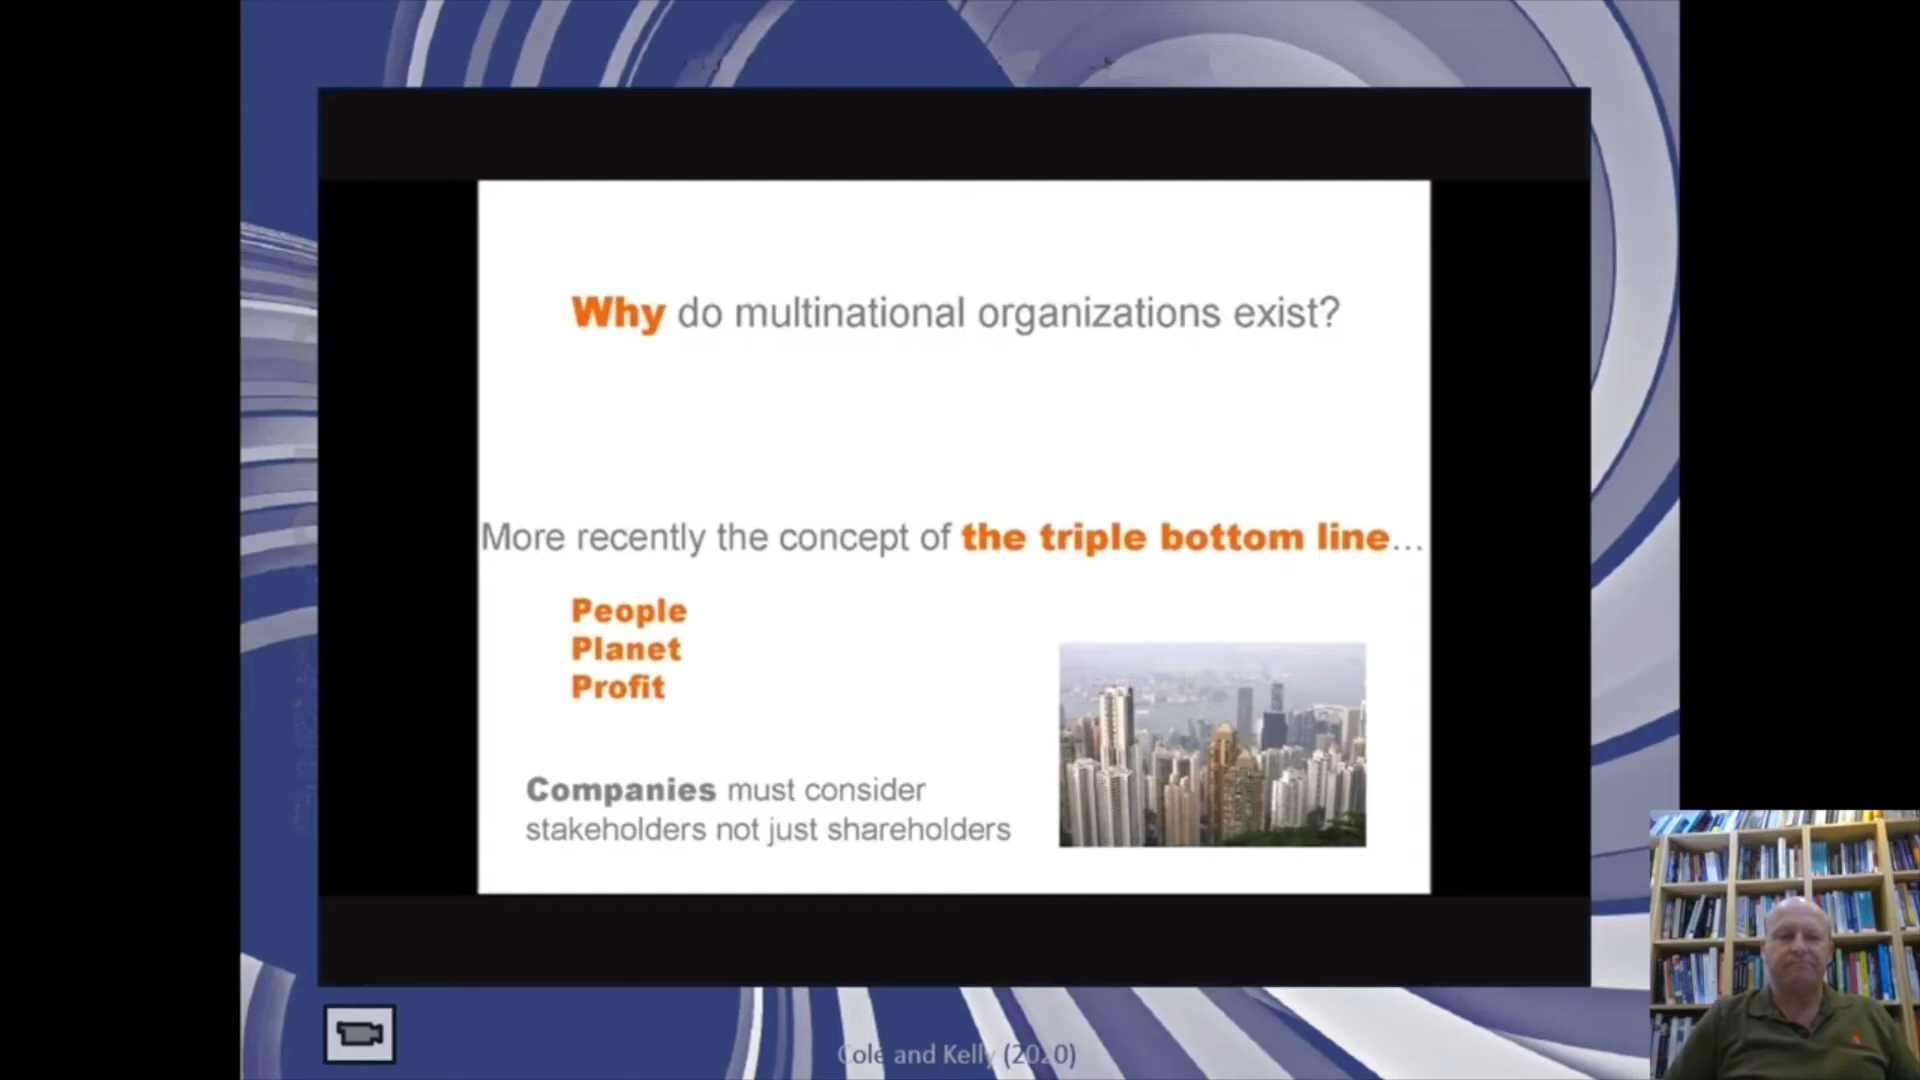 Why do multinational organizations exist?
More recently the concept of the triple bottom line...
People
Planet
Profit
Companies must consider
stakeholders not just shareholders
Cole and Kelly (2020)